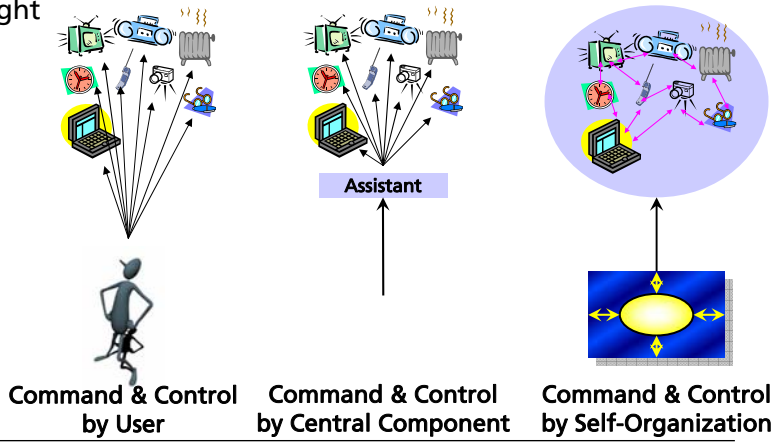 ght
Assistant
Command & Control
by User
Command & Control
by Central Component
Command & Control
by Self-Organization